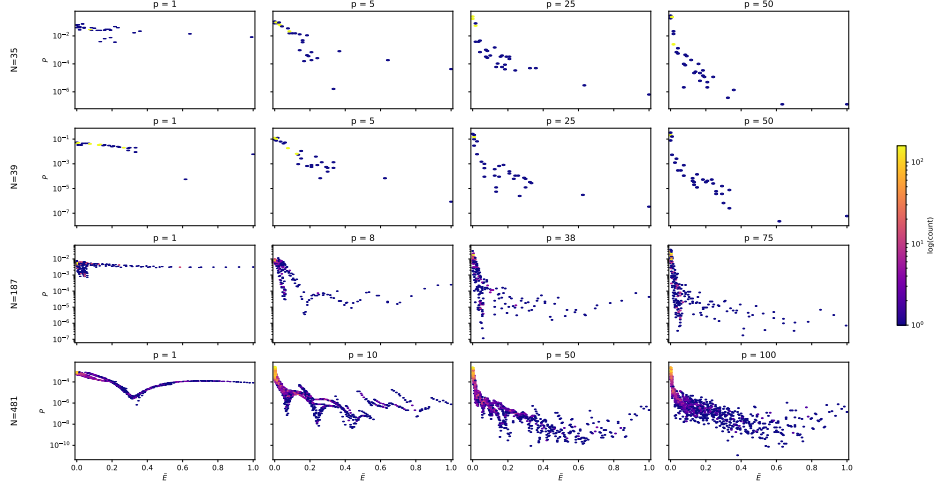 p = 1
p = 5
p = 25
p = 50
N=35
P
10⁻²
10⁻⁴
10⁻⁶
p = 1
p = 5
p = 25
p = 50
N=39
P
10⁻¹
10⁻³
10⁻⁵
10⁻⁷
p = 1
p = 8
p = 38
p = 75
N=187
P
10⁻²
10⁻³
10⁻⁴
10⁻⁵
10⁻⁶
10⁻⁷
p = 1
p = 10
p = 50
p = 100
N=481
P
10⁻⁴
10⁻⁶
10⁻⁸
10⁻¹⁰
0.0 0.2 0.4 0.6 0.8 1.0
0.0 0.2 0.4 0.6 0.8 1.0
0.0 0.2 0.4 0.6 0.8 1.0
0.0 0.2 0.4 0.6 0.8 1.0
Ē
Ē
Ē
Ē
10²
10¹
10⁰
log(count)